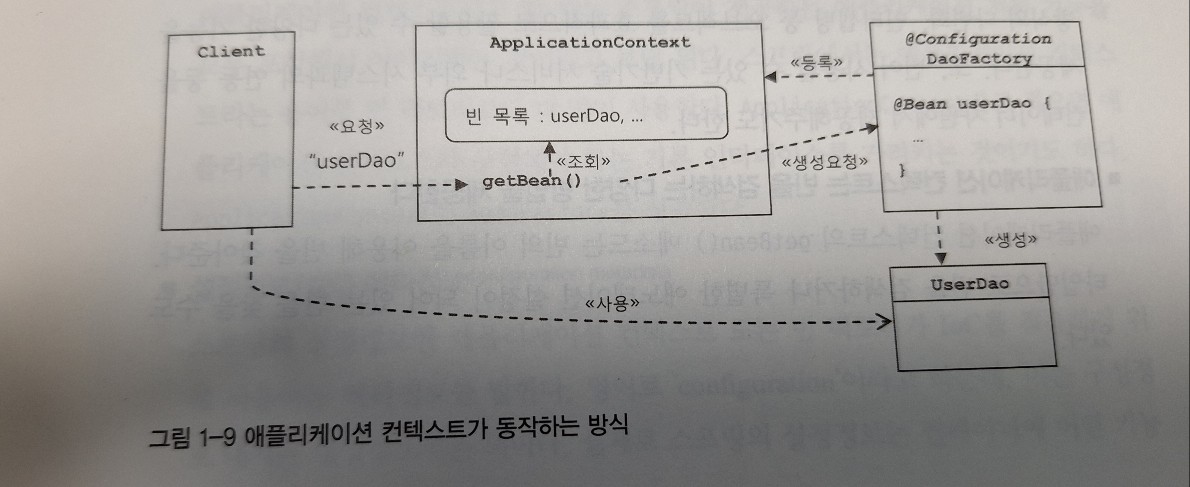 Client
«요청»
“userDao”
ApplicationContext
빈 목록 : userDao, ...
«조회»
getBean()
«등록»
«생성요청»
@Configuration
DaoFactory
@Bean userDao {
...
}
«생성»
UserDao
«사용»
그림 1-9 애플리케이션 컨텍스트가 동작하는 방식